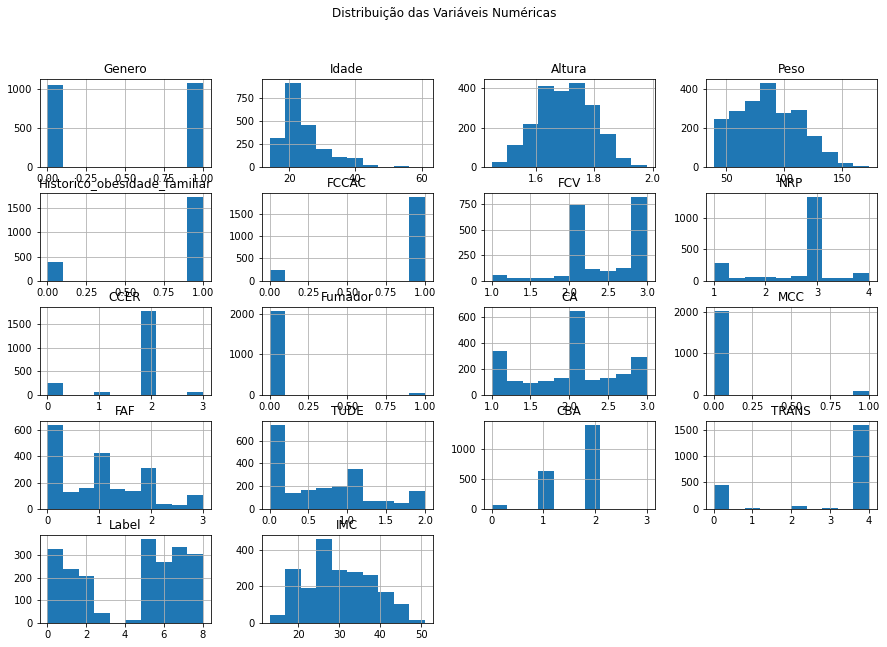 Distribuição das Variáveis Numéricas
Genero
Idade
Altura
Peso
1000
500
0
0.00 0.25 0.50 0.75 1.00
750
500
250
0
20 40 60
400
200
0
1.6 1.8 2.0
400
200
0
50 100 150
Historico_obesidade_familiar
FCCAC
FCV
NRP
1500
1000
500
0
0.00 0.25 0.50 0.75 1.00
1500
1000
500
0
0.00 0.25 0.50 0.75 1.00
750
500
250
0
1.0 1.5 2.0 2.5 3.0
1000
500
0
1 2 3 4
CCER
Fumador
CA
MCC
1500
1000
500
0
0 1 2 3
2000
1000
0
0.00 0.25 0.50 0.75 1.00
600
400
200
0
1.0 1.5 2.0 2.5 3.0
2000
1000
0
0.00 0.25 0.50 0.75 1.00
FAF
TUDE
CBA
TRANS
600
400
200
0
0 1 2 3
600
400
200
0
0.0 0.5 1.0 1.5 2.0
1000
500
0
0 1 2 3
1500
1000
500
0
0 1 2 3 4
Label
IMC
300
200
100
0
0 2 4 6 8
400
200
0
20 30 40 50